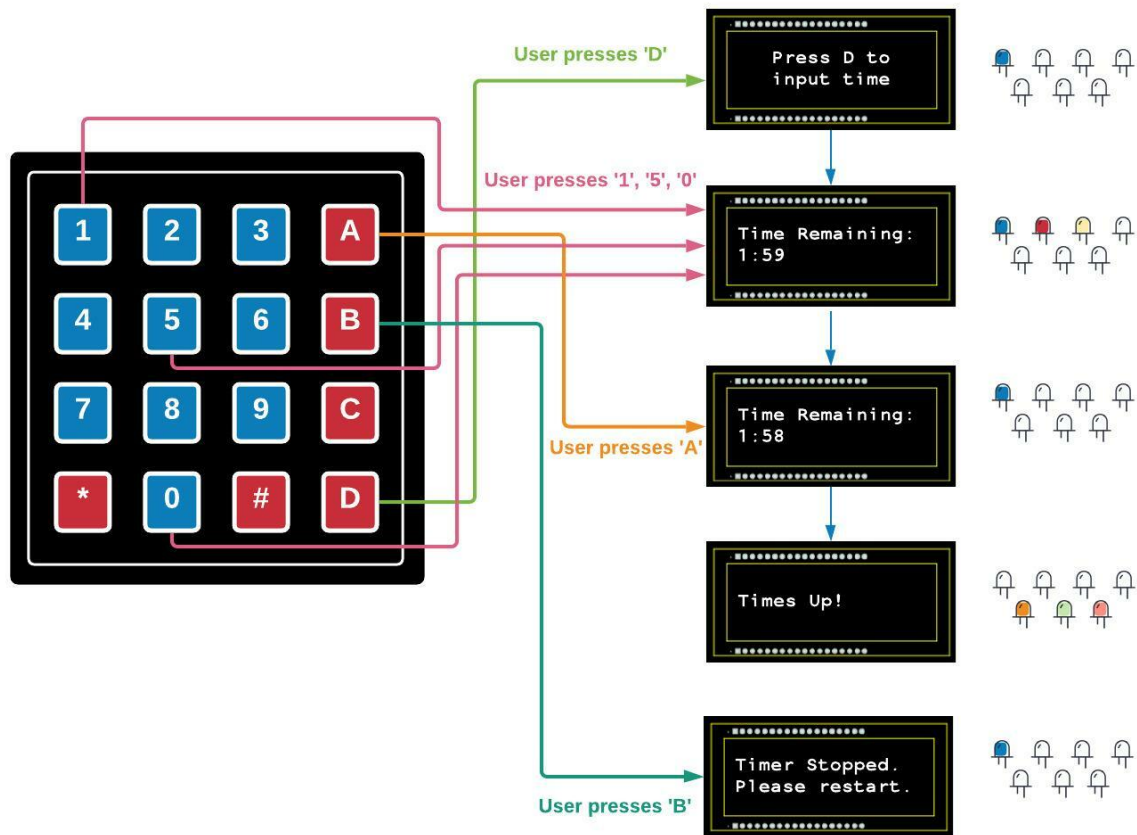 User presses 'D'
Press D to
input time
User presses '1', '5', '0'
1 2 3 A
4 5 6 B
7 8 9 C
* 0 # D
Time Remaining:
1:59
Time Remaining:
1:58
User presses 'A'
Times Up!
Timer Stopped.
Please restart.
User presses 'B'